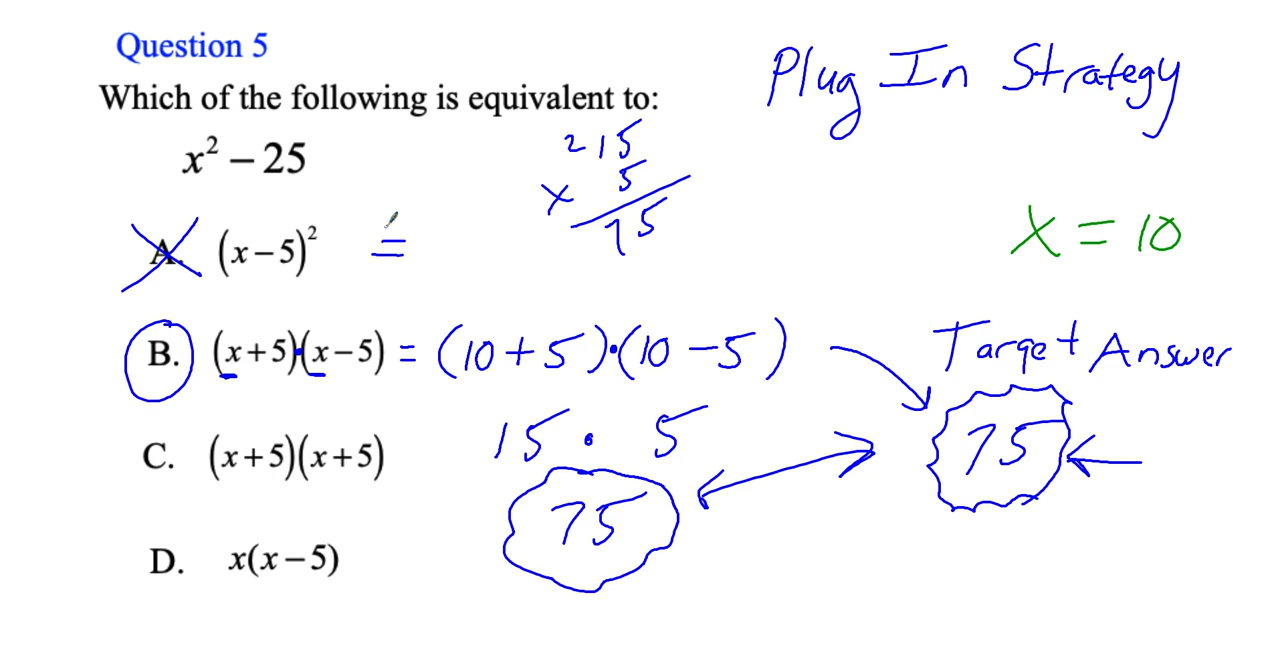 Question 5
Plug In Strategy
Which of the following is equivalent to:
x² – 25
2 15
× 5
75
x = 10
A. (x – 5)² =
B. (x+5)·(x – 5) = (10 + 5)·(10 – 5)
Target Answer
75
C. (x+5)(x+5)
15 · 5
75
D. x(x – 5)